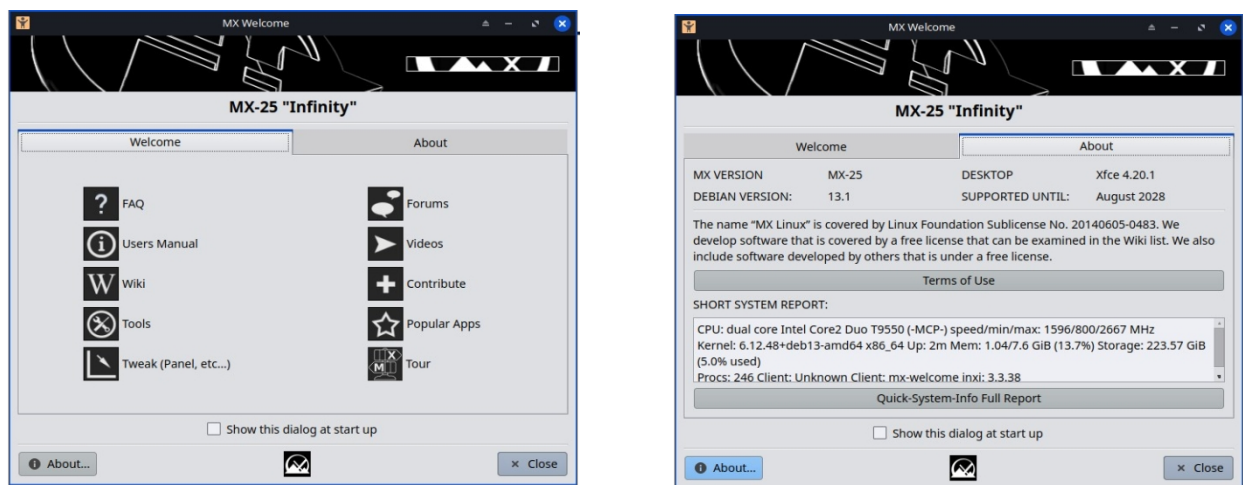 MX Welcome
MX-25 "Infinity"
Welcome
About
FAQ
Forums
Users Manual
Videos
Wiki
Contribute
Tools
Popular Apps
Tweak (Panel, etc...)
Tour
Show this dialog at start up
About...
Close
MX Welcome
MX-25 "Infinity"
Welcome
About
MX VERSION
MX-25
DESKTOP
Xfce 4.20.1
DEBIAN VERSION:
13.1
SUPPORTED UNTIL:
August 2028
The name “MX Linux” is covered by Linux Foundation Sublicense No. 20140605-0483. We
develop software that is covered by a free license that can be examined in the Wiki list. We also
include software developed by others that is under a free license.
Terms of Use
SHORT SYSTEM REPORT:
CPU: dual core Intel Core2 Duo T9550 (-MCP-) speed/min/max: 1596/800/2667 MHz
Kernel: 6.12.48+deb13-amd64 x86_64 Up: 2m Mem: 1.04/7.6 GiB (13.7%) Storage: 223.57 GiB
(5.0% used)
Procs: 246 Client: Unknown Client: mx-welcome inxi: 3.3.38
Quick-System-Info Full Report
Show this dialog at start up
About...
Close